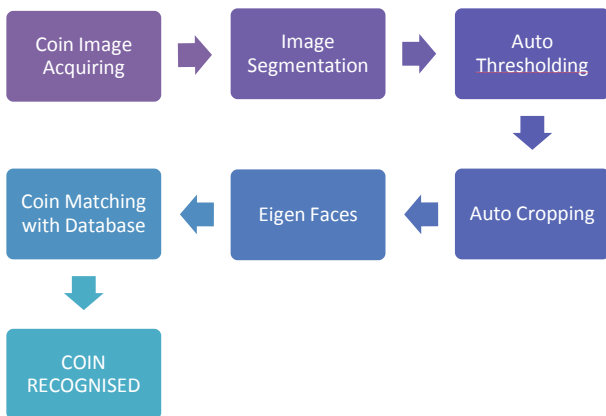 Coin Image
Acquiring
Image
Segmentation
Auto
Thresholding
Auto Cropping
Eigen Faces
Coin Matching
with Database
COIN
RECOGNISED